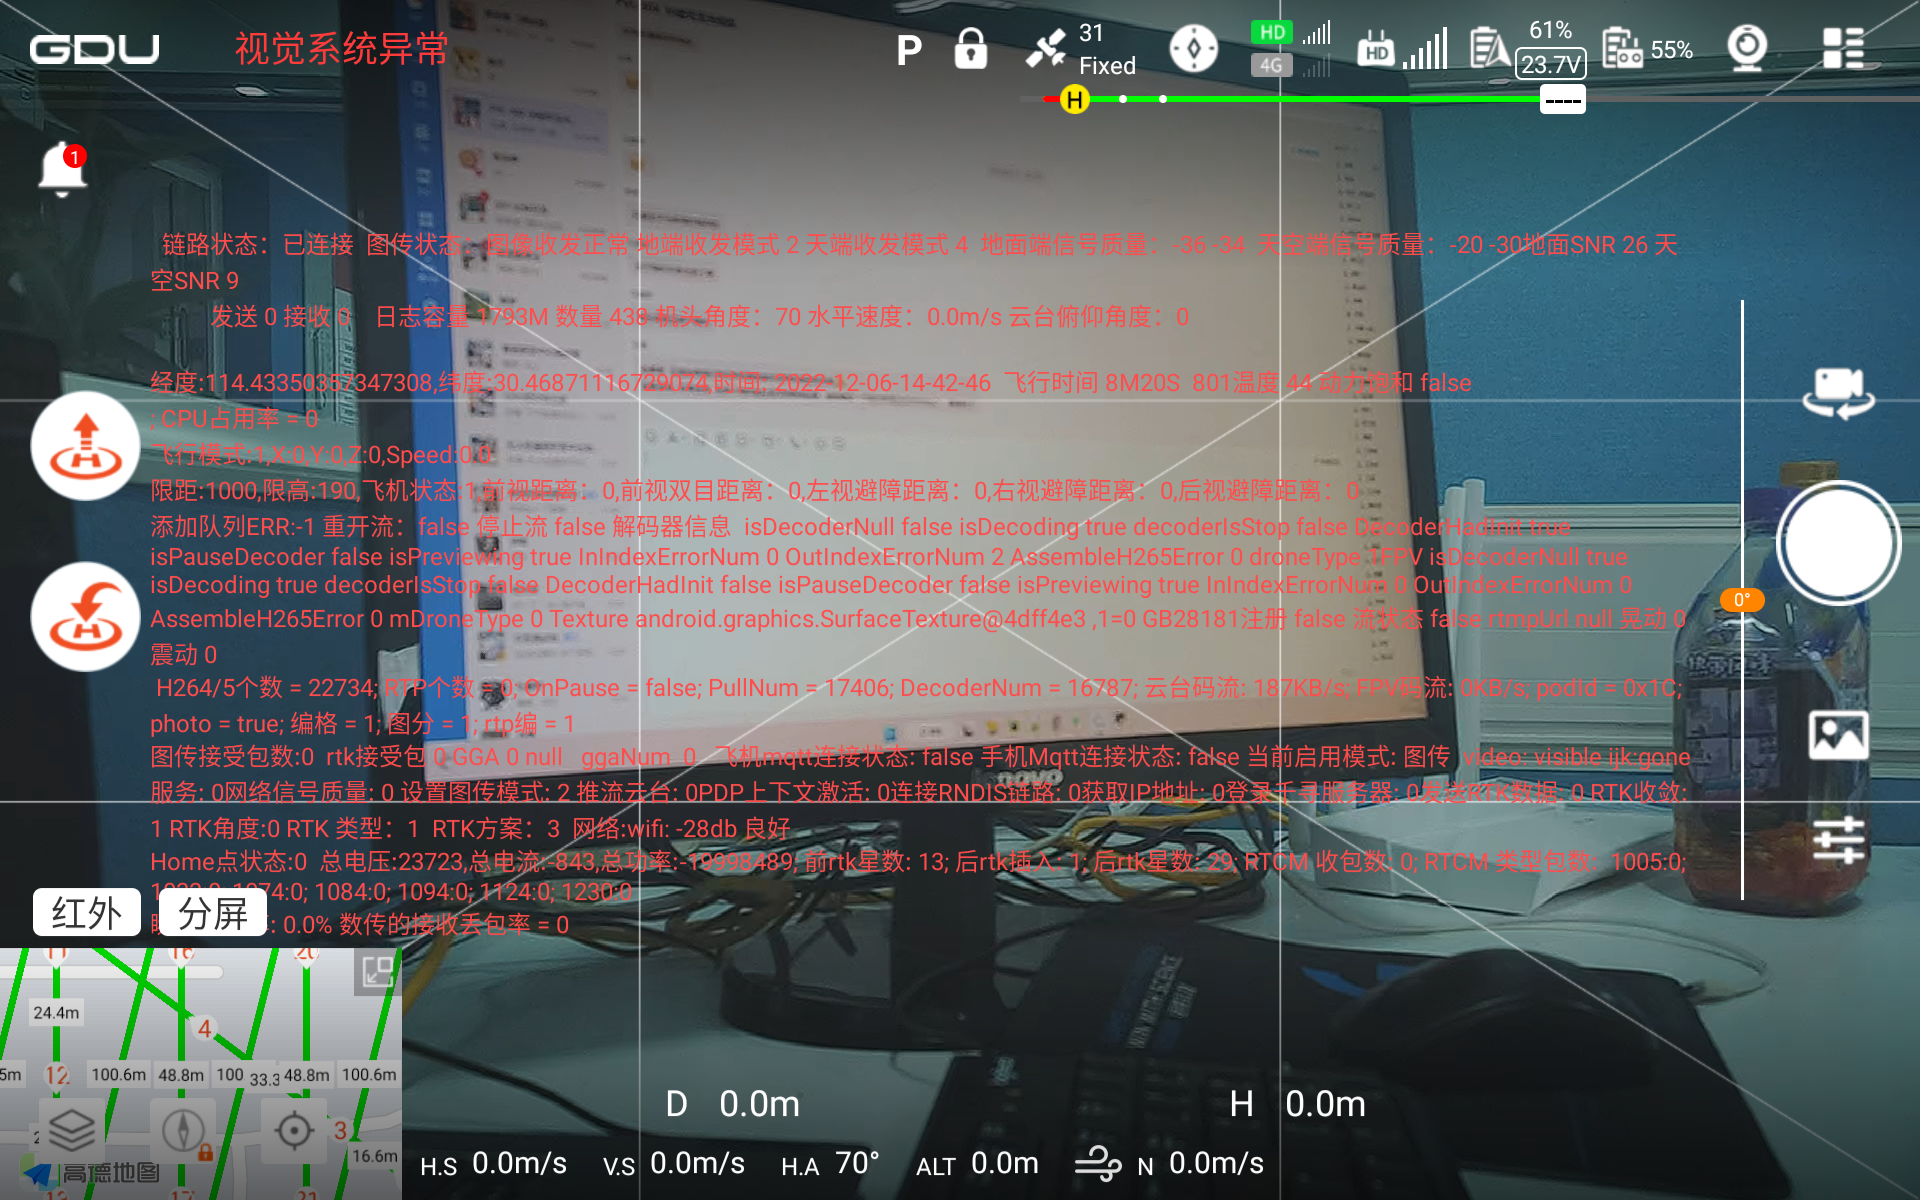 GDU
视觉系统异常
P
31
Fixed
HD
4G
HD
61%
23.7V
55%
H
----
1
链路状态：已连接 图传状态：图像收发正常 地端收发模式 2 天端收发模式 4 地面端信号质量：-36 -34 天空端信号质量：-20 -30地面SNR 26 天
空SNR 9
发送 0 接收 0 日志容量 1793M 数量 438 机头角度：70 水平速度：0.0m/s 云台俯仰角度：0
经度:114.43350357347308,纬度:30.46871116729074,时间: 2022-12-06-14-42-46 飞行时间 8M20S 801温度 44 动力饱和 false
; CPU占用率 = 0
飞行模式:1,X:0,Y:0,Z:0,Speed:0.0
限距:1000,限高:190,飞机状态:1,前视距离：0,前视双目距离：0,左视避障距离：0,右视避障距离：0,后视避障距离：0
添加队列ERR:-1 重开流：false 停止流 false 解码器信息 isDecoderNull false isDecoding true decoderIsStop false DecoderHadInit true
isPauseDecoder false isPreviewing true InIndexErrorNum 0 OutIndexErrorNum 2 AssembleH265Error 0 droneType 1FPV isDecoderNull true
isDecoding true decoderIsStop false DecoderHadInit false isPauseDecoder false isPreviewing true InIndexErrorNum 0 OutIndexErrorNum 0
AssembleH265Error 0 mDroneType 0 Texture android.graphics.SurfaceTexture@4dff4e3 ,1=0 GB28181注册 false 流状态 false rtmpUrl null 晃动 0
震动 0
0°
H264/5个数 = 22734; RTP个数 = 0; OnPause = false; PullNum = 17406; DecoderNum = 16787; 云台码流: 187KB/s; FPV码流: 0KB/s; podId = 0x1C;
photo = true; 编格 = 1; 图分 = 1; rtp编 = 1
图传接受包数:0 rtk接受包 0 GGA 0 null ggaNum 0 飞机mqtt连接状态: false 手机Mqtt连接状态: false 当前启用模式: 图传 video: visible ijk:gone
服务: 0网络信号质量: 0 设置图传模式: 2 推流云台: 0PDP上下文激活: 0连接RNDIS链路: 0获取IP地址: 0登录千寻服务器: 0发送RTK数据: 0 RTK收敛:
1 RTK角度:0 RTK 类型：1 RTK方案：3 网络:wifi: -28db 良好
Home点状态:0 总电压:23723,总电流:-843,总功率:-19998489; 前rtk星数: 13; 后rtk插入: 1; 后rtk星数: 29; RTCM 收包数: 0; RTCM 类型包数: 1005:0;
1084:0; 1094:0; 1124:0; 1230:0
红外
分屏
: 0.0% 数传的接收丢包率 = 0
11
16
20
24.4m
4
5m
12
100.6m
48.8m
100
33.3
48.8m
100.6m
3
16.6m
高德地图
13
17
21
D 0.0m
H 0.0m
H.S 0.0m/s
V.S 0.0m/s
H.A 70°
ALT 0.0m
N 0.0m/s